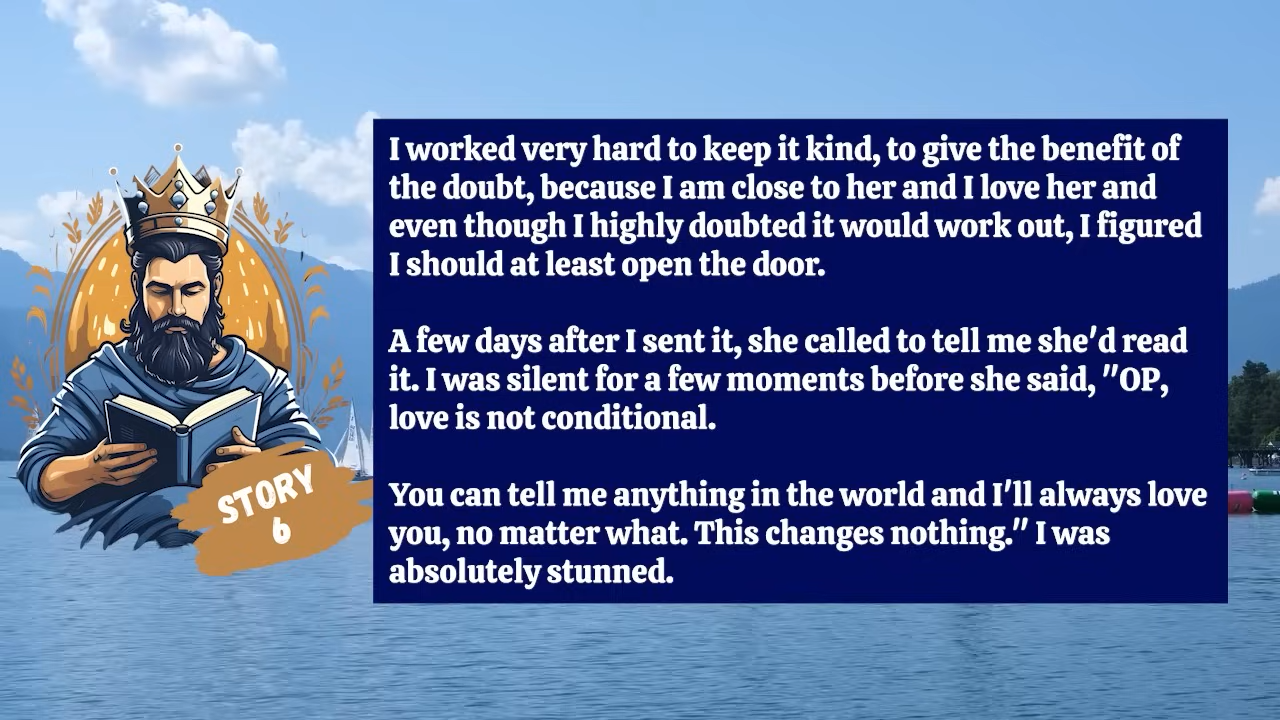 I worked very hard to keep it kind, to give the benefit of
the doubt, because I am close to her and I love her and
even though I highly doubted it would work out, I figured
I should at least open the door.
A few days after I sent it, she called to tell me she'd read
it. I was silent for a few moments before she said, "OP,
love is not conditional.
You can tell me anything in the world and I'll always love
you, no matter what. This changes nothing." I was
absolutely stunned.
STORY
6